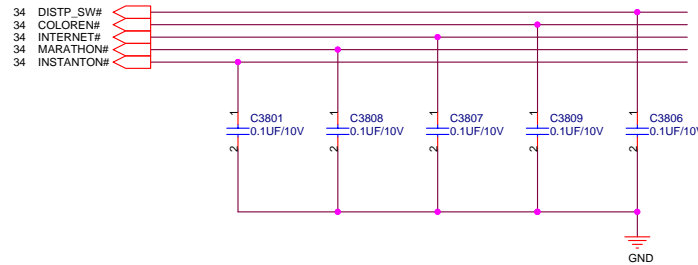 34 DISTP_SW#
34 COLOREN#
34 INTERNET#
34 MARATHON#
34 INSTANTON#
1 1 1 1 1
C3801 C3808 C3807 C3809 C3806
0.1UF/10V 0.1UF/10V 0.1UF/10V 0.1UF/10V 0.1UF/10V
2 2 2 2 2
GND